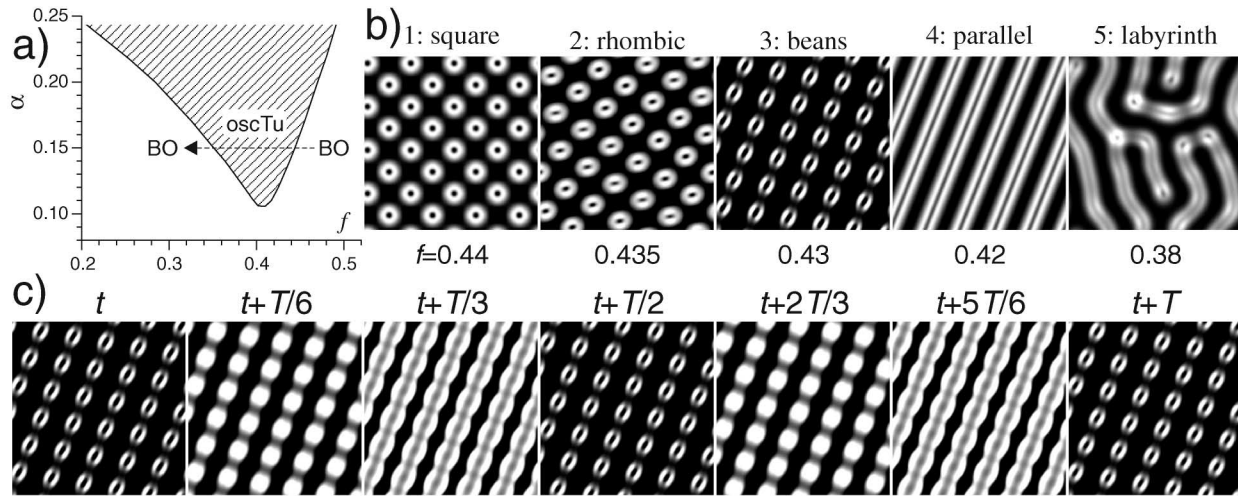 a)
0.25
0.20
0.15
0.10
α
oscTu
BO
BO
f
0.2
0.3
0.4
0.5
b)
1: square
2: rhombic
3: beans
4: parallel
5: labyrinth
f=0.44
0.435
0.43
0.42
0.38
c)
t
t+T/6
t+T/3
t+T/2
t+2T/3
t+5T/6
t+T